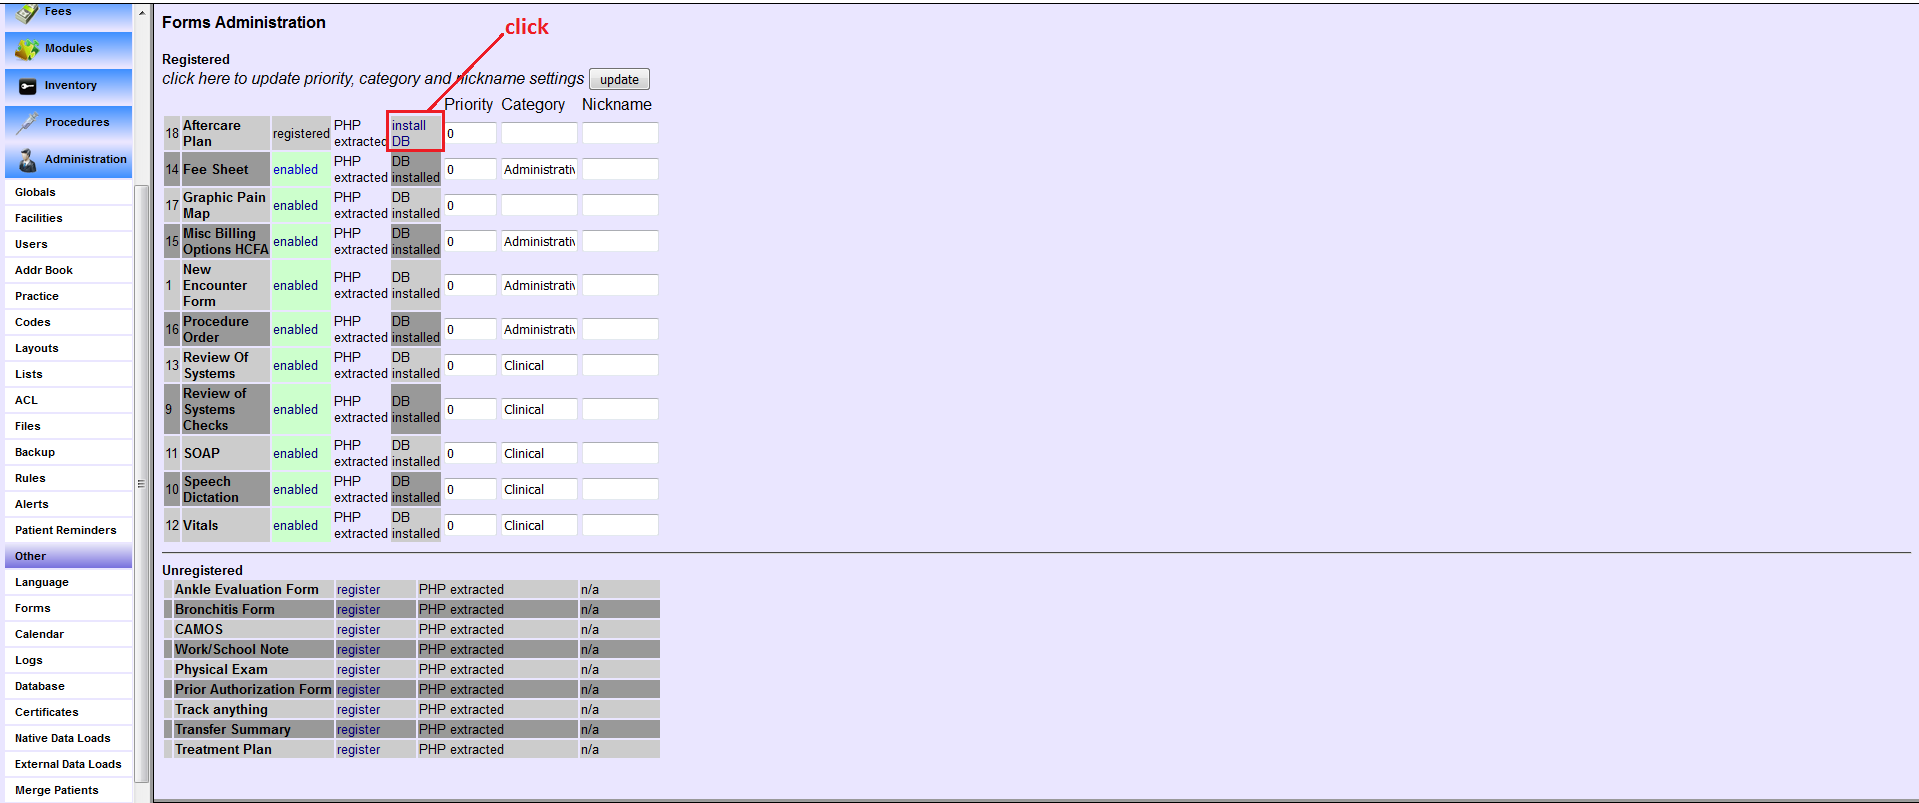 Fees
Modules
Inventory
Procedures
Administration
Globals
Facilities
Users
Addr Book
Practice
Codes
Layouts
Lists
ACL
Files
Backup
Rules
Alerts
Patient Reminders
Other
Language
Forms
Calendar
Logs
Database
Certificates
Native Data Loads
External Data Loads
Merge Patients
Forms Administration
click
Registered
click here to update priority, category and nickname settings update
Priority Category Nickname
18 Aftercare Plan registered PHP extracted install DB 0
14 Fee Sheet enabled PHP extracted DB installed 0 Administrativ
17 Graphic Pain Map enabled PHP extracted DB installed 0
15 Misc Billing Options HCFA enabled PHP extracted DB installed 0 Administrativ
1 New Encounter Form enabled PHP extracted DB installed 0 Administrativ
16 Procedure Order enabled PHP extracted DB installed 0 Administrativ
13 Review Of Systems enabled PHP extracted DB installed 0 Clinical
9 Review of Systems Checks enabled PHP extracted DB installed 0 Clinical
11 SOAP enabled PHP extracted DB installed 0 Clinical
10 Speech Dictation enabled PHP extracted DB installed 0 Clinical
12 Vitals enabled PHP extracted DB installed 0 Clinical
Unregistered
Ankle Evaluation Form register PHP extracted n/a
Bronchitis Form register PHP extracted n/a
CAMOS register PHP extracted n/a
Work/School Note register PHP extracted n/a
Physical Exam register PHP extracted n/a
Prior Authorization Form register PHP extracted n/a
Track anything register PHP extracted n/a
Transfer Summary register PHP extracted n/a
Treatment Plan register PHP extracted n/a